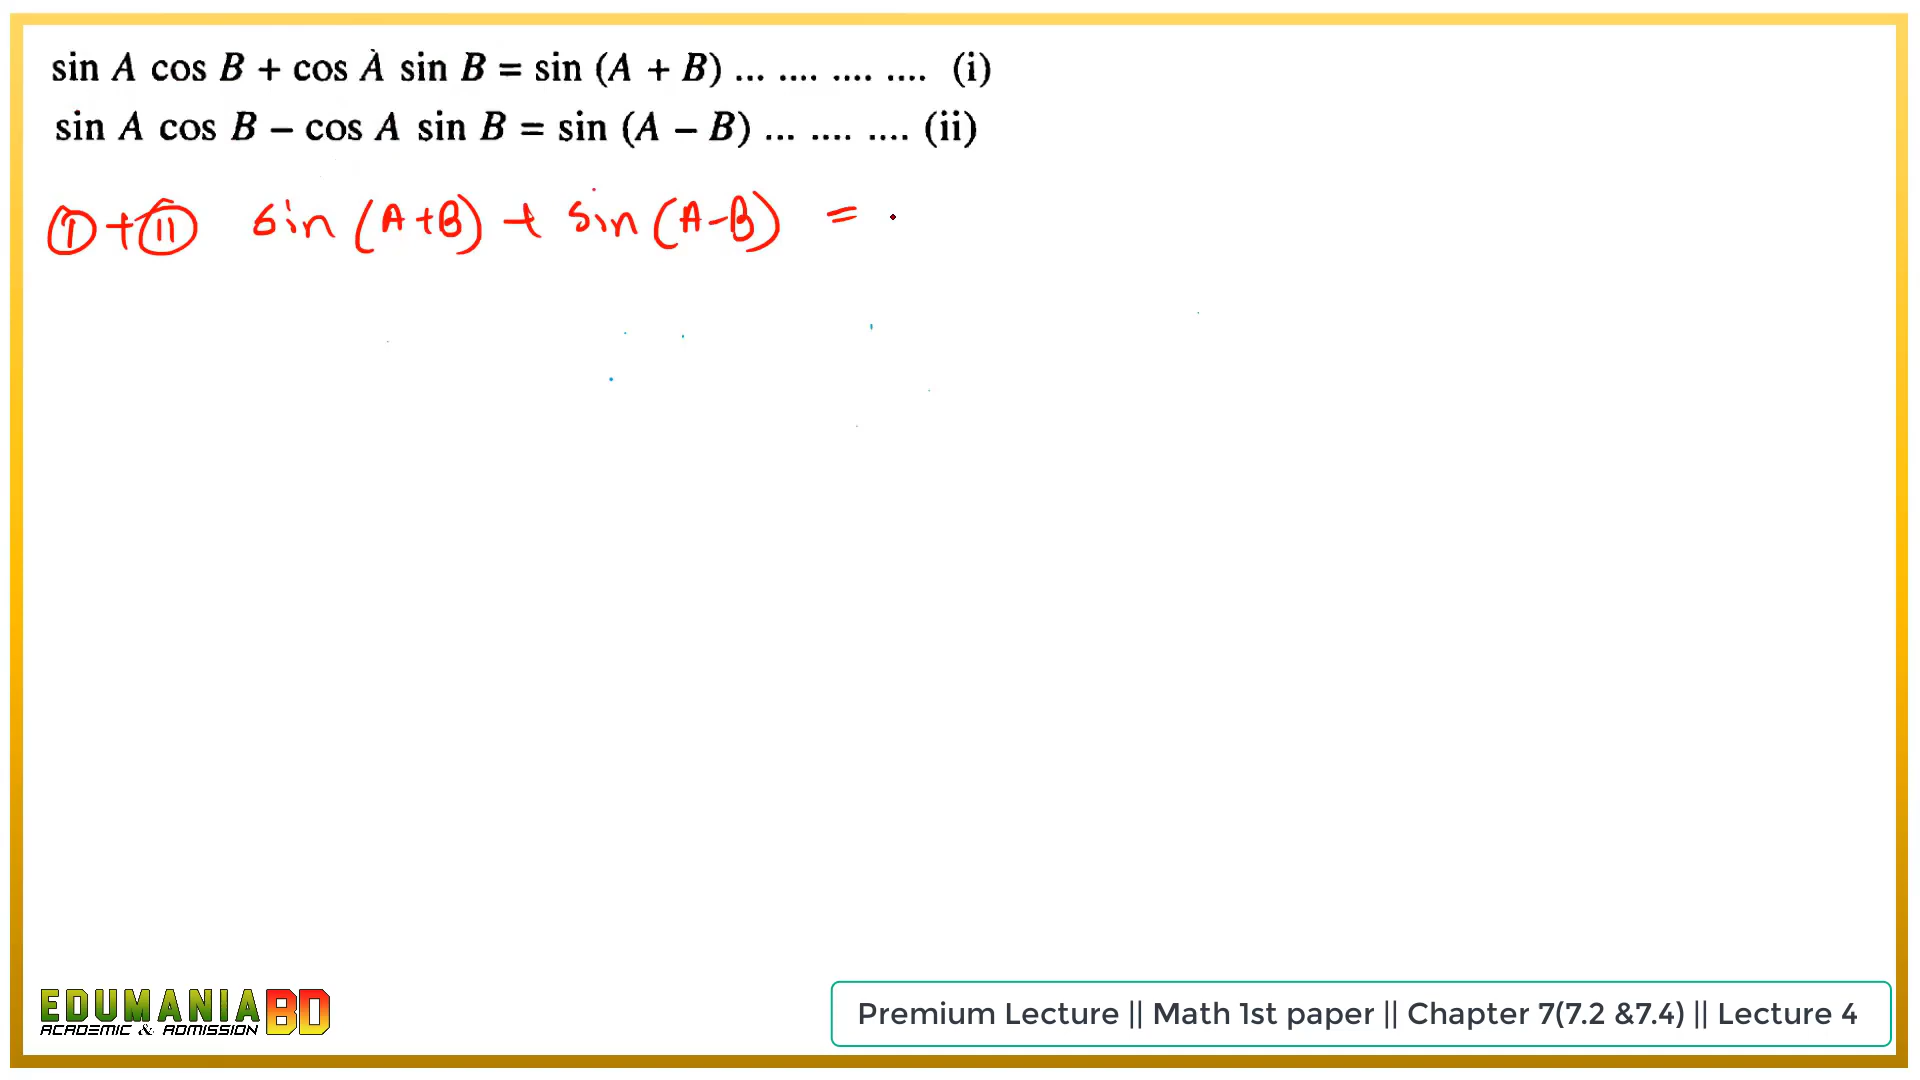 sin A cos B + cos A sin B = sin (A + B) ... .... .... .... (i)
sin A cos B – cos A sin B = sin (A – B) ... .... .... (ii)
(i) + (ii) sin (A+B) + sin (A-B) =
EDUMANIABD
ACADEMIC & ADMISSION
Premium Lecture || Math 1st paper || Chapter 7(7.2 &7.4) || Lecture 4